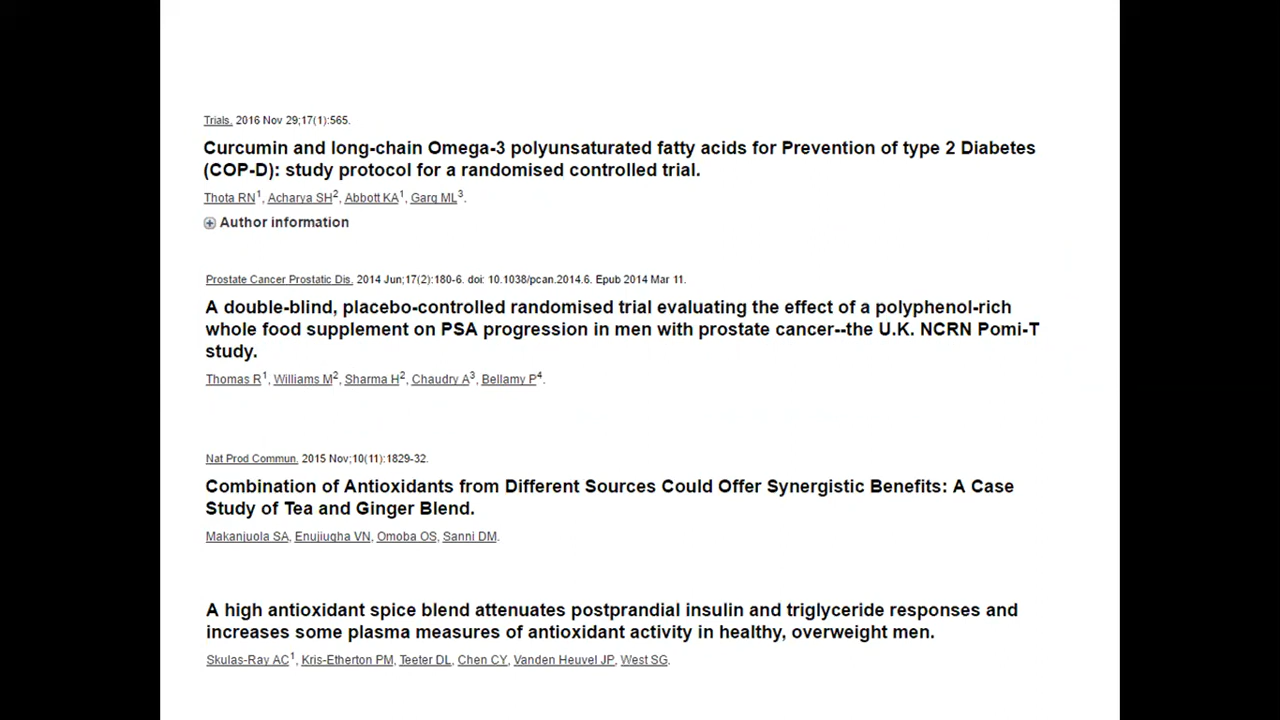 Trials. 2016 Nov 29;17(1):565.
Curcumin and long-chain Omega-3 polyunsaturated fatty acids for Prevention of type 2 Diabetes
(COP-D): study protocol for a randomised controlled trial.
Thota RN1, Acharya SH2, Abbott KA1, Garg ML3.
Author information
Prostate Cancer Prostatic Dis. 2014 Jun;17(2):180-6. doi: 10.1038/pcan.2014.6. Epub 2014 Mar 11.
A double-blind, placebo-controlled randomised trial evaluating the effect of a polyphenol-rich
whole food supplement on PSA progression in men with prostate cancer--the U.K. NCRN Pomi-T
study.
Thomas R1, Williams M2, Sharma H2, Chaudry A3, Bellamy P4.
Nat Prod Commun. 2015 Nov;10(11):1829-32.
Combination of Antioxidants from Different Sources Could Offer Synergistic Benefits: A Case
Study of Tea and Ginger Blend.
Makanjuola SA, Enujiugha VN, Omoba OS, Sanni DM.
A high antioxidant spice blend attenuates postprandial insulin and triglyceride responses and
increases some plasma measures of antioxidant activity in healthy, overweight men.
Skulas-Ray AC1, Kris-Etherton PM, Teeter DL, Chen CY, Vanden Heuvel JP, West SG.